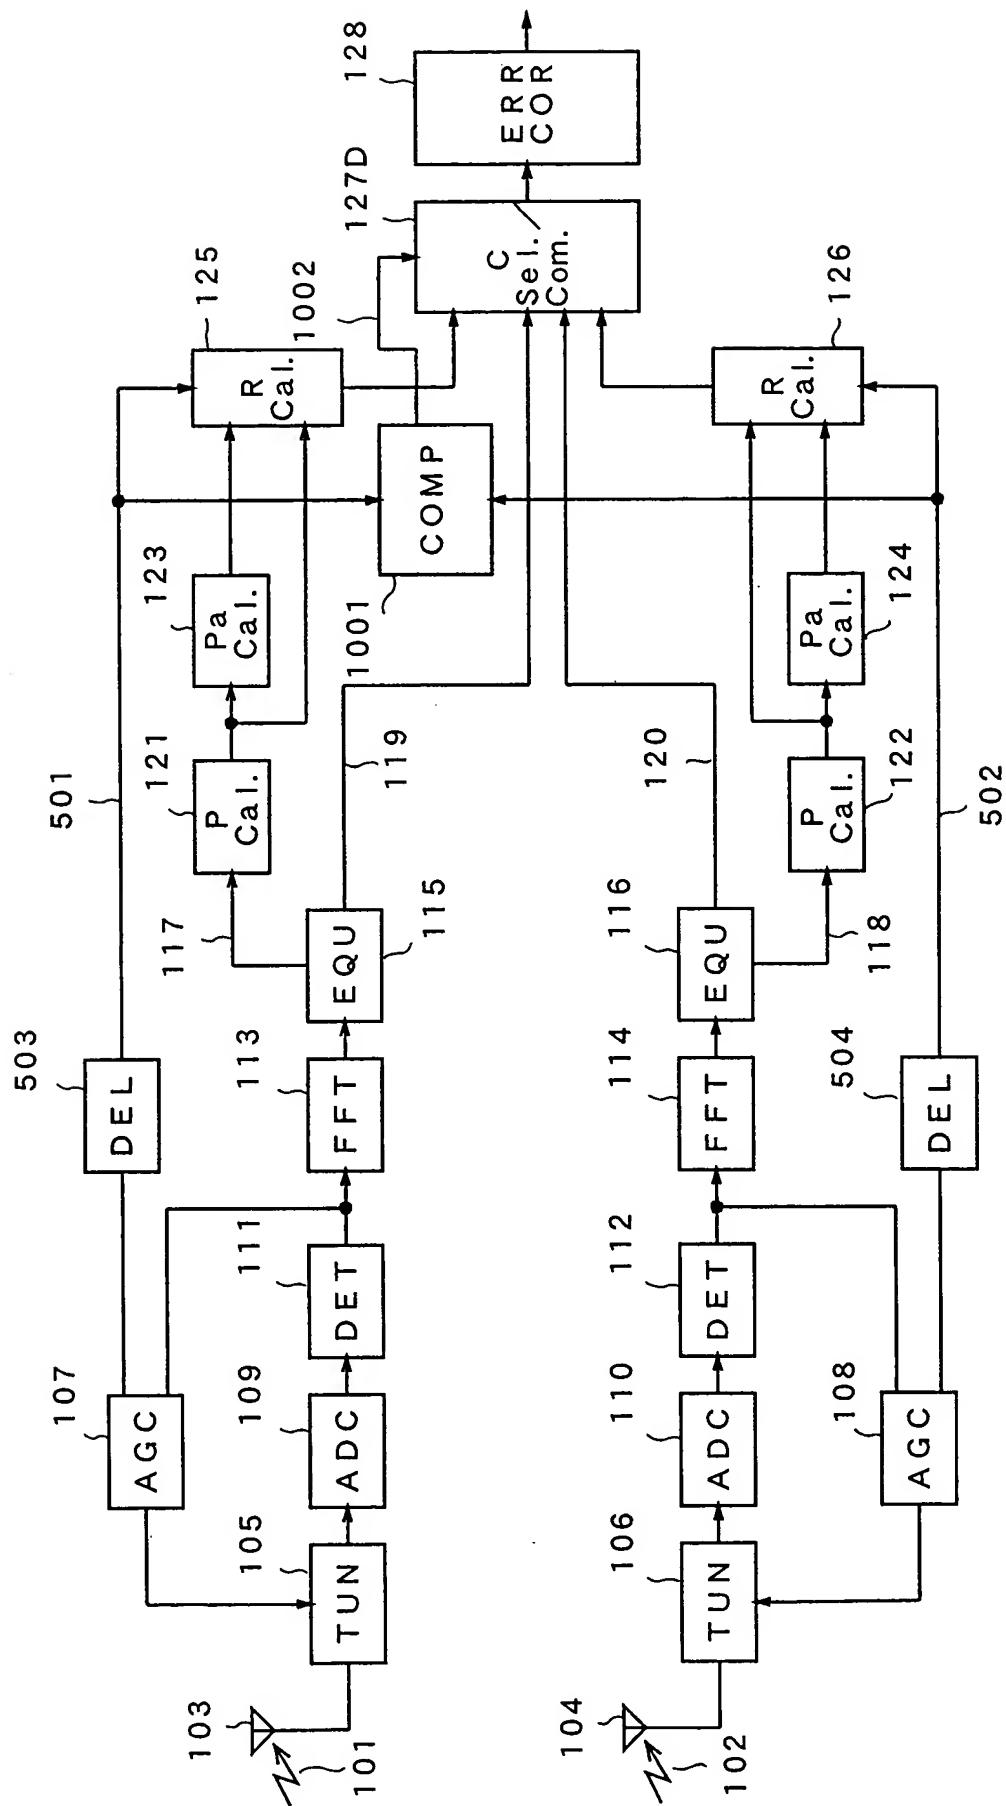 101
103
TUN
105
AGC
107
ADC
109
DET
111
DEL
503
FFT
113
EQU
115
117
501
P
Cal.
121
119
Pa
Cal.
123
COMP
1001
R
Cal.
125
1002
C
Sel.
Com.
127D
ERR
COR
128
102
104
TUN
106
AGC
108
ADC
110
DET
112
DEL
504
FFT
114
EQU
116
118
502
P
Cal.
122
120
Pa
Cal.
124
R
Cal.
126